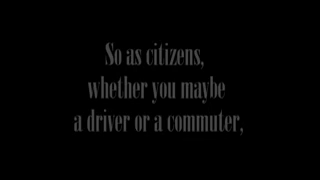 So as citizens,
whether you maybe
a driver or a commuter,